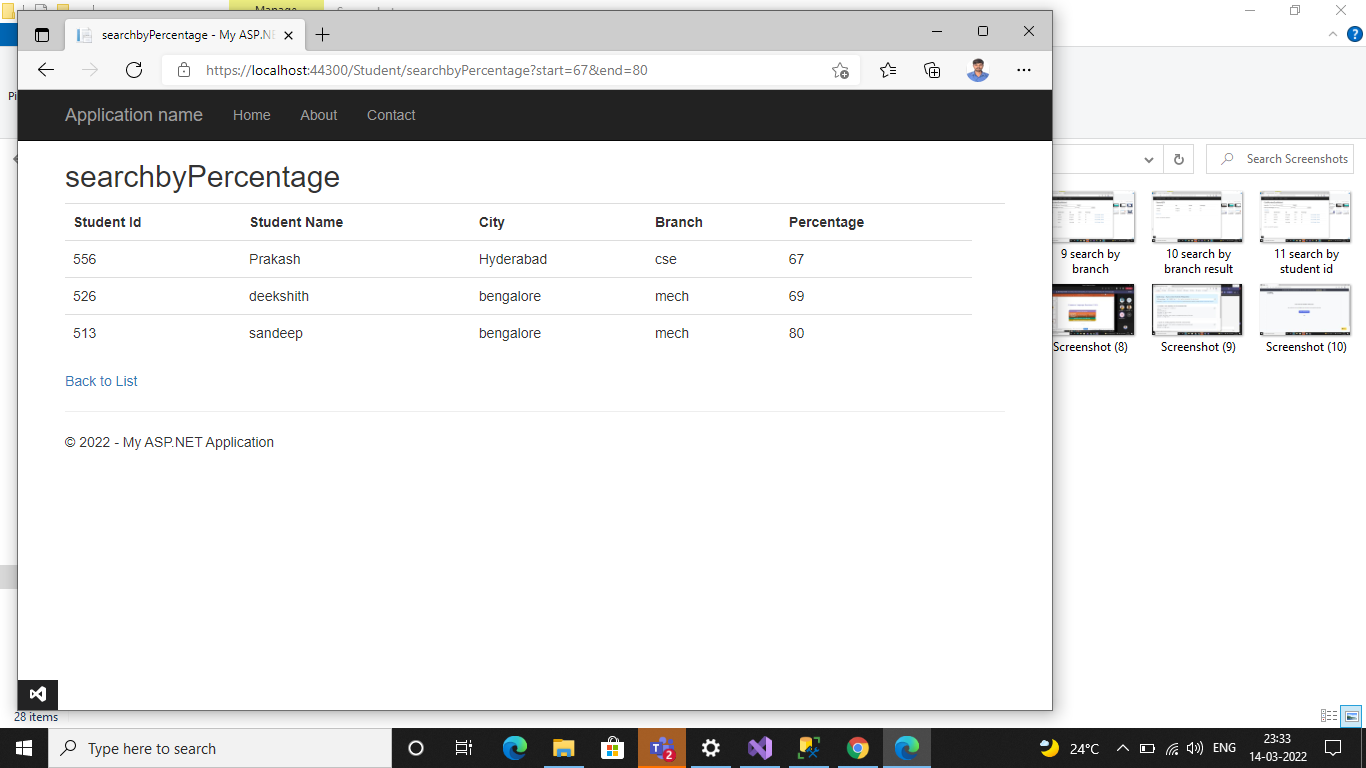 Manage
searchbyPercentage - My ASP.NE
https://localhost:44300/Student/searchbyPercentage?start=67&end=80
Application name Home About Contact
searchbyPercentage
Student Id Student Name City Branch Percentage
556 Prakash Hyderabad cse 67
526 deekshith bengalore mech 69
513 sandeep bengalore mech 80
Back to List
© 2022 - My ASP.NET Application
Search Screenshots
9 search by
branch
10 search by
branch result
11 search by
student id
Screenshot (8)
Screenshot (9)
Screenshot (10)
28 items
Type here to search
2
24°C
ENG
23:33
14-03-2022